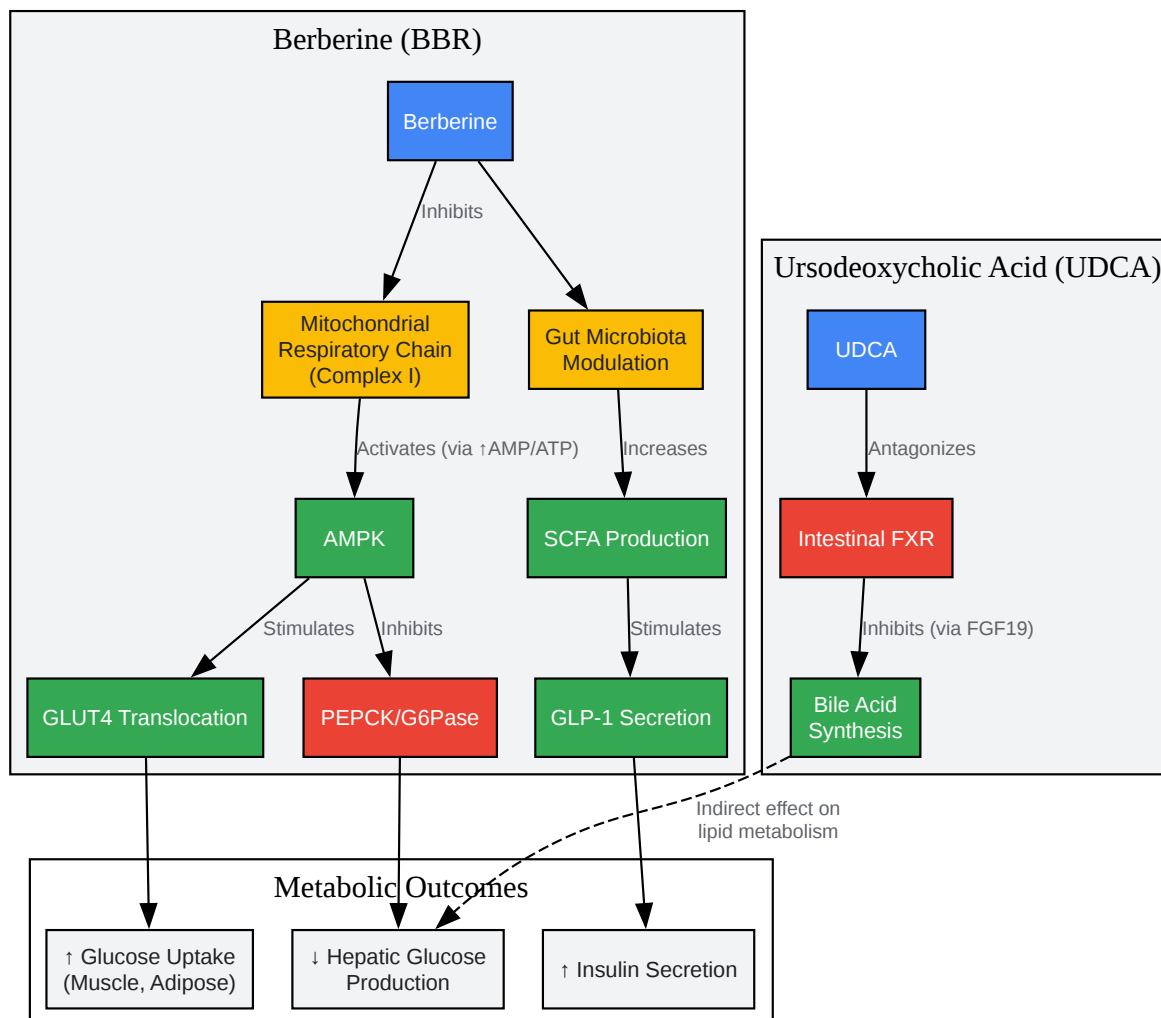 Berberine (BBR)
Berberine
Inhibits
Ursodeoxycholic Acid (UDCA)
Mitochondrial
Respiratory Chain
(Complex I)
Gut Microbiota
Modulation
UDCA
Activates (via ↑AMP/ATP)
Increases
Antagonizes
AMPK
SCFA Production
Intestinal FXR
Stimulates
Inhibits
Stimulates
Inhibits (via FGF19)
GLUT4 Translocation
PEPCK/G6Pase
GLP-1 Secretion
Bile Acid
Synthesis
Indirect effect on
lipid metabolism
Metabolic Outcomes
↑ Glucose Uptake
(Muscle, Adipose)
↓ Hepatic Glucose
Production
↑ Insulin Secretion